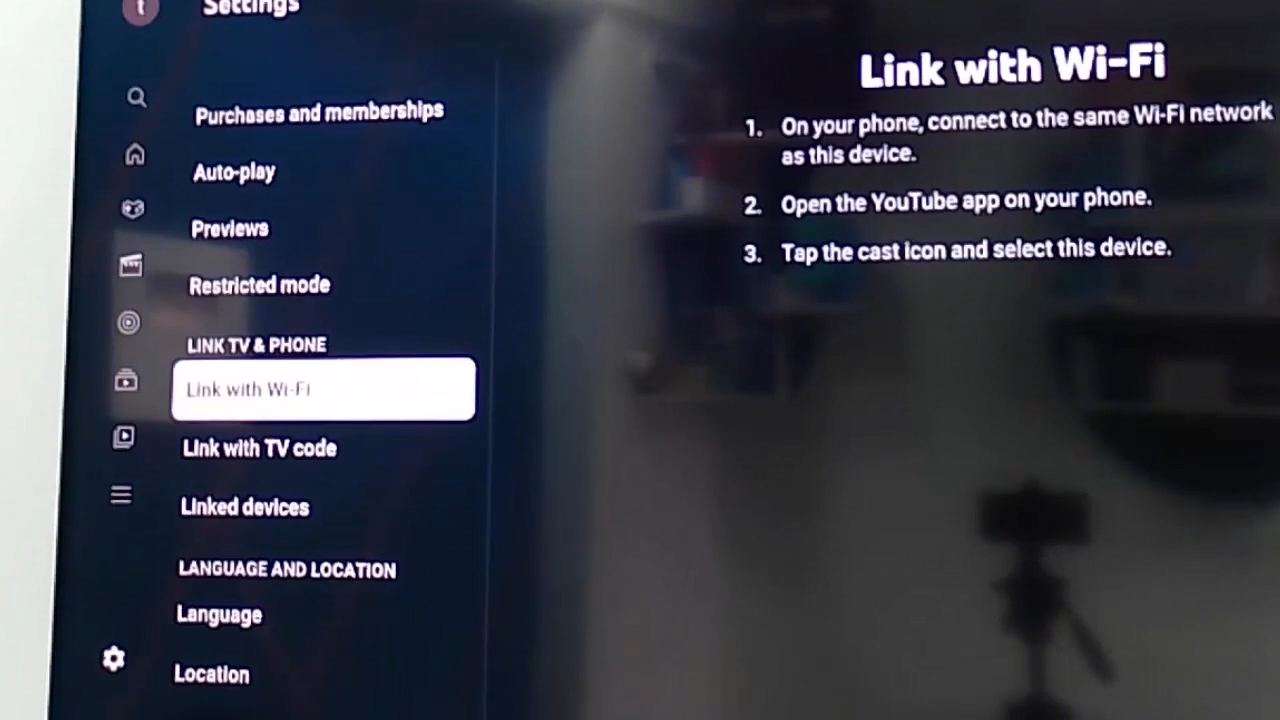 t
Settings
Purchases and memberships
Auto-play
Previews
Restricted mode
LINK TV & PHONE
Link with Wi-Fi
Link with TV code
Linked devices
LANGUAGE AND LOCATION
Language
Location
Link with Wi-Fi
1. On your phone, connect to the same Wi-Fi network
as this device.
2. Open the YouTube app on your phone.
3. Tap the cast icon and select this device.